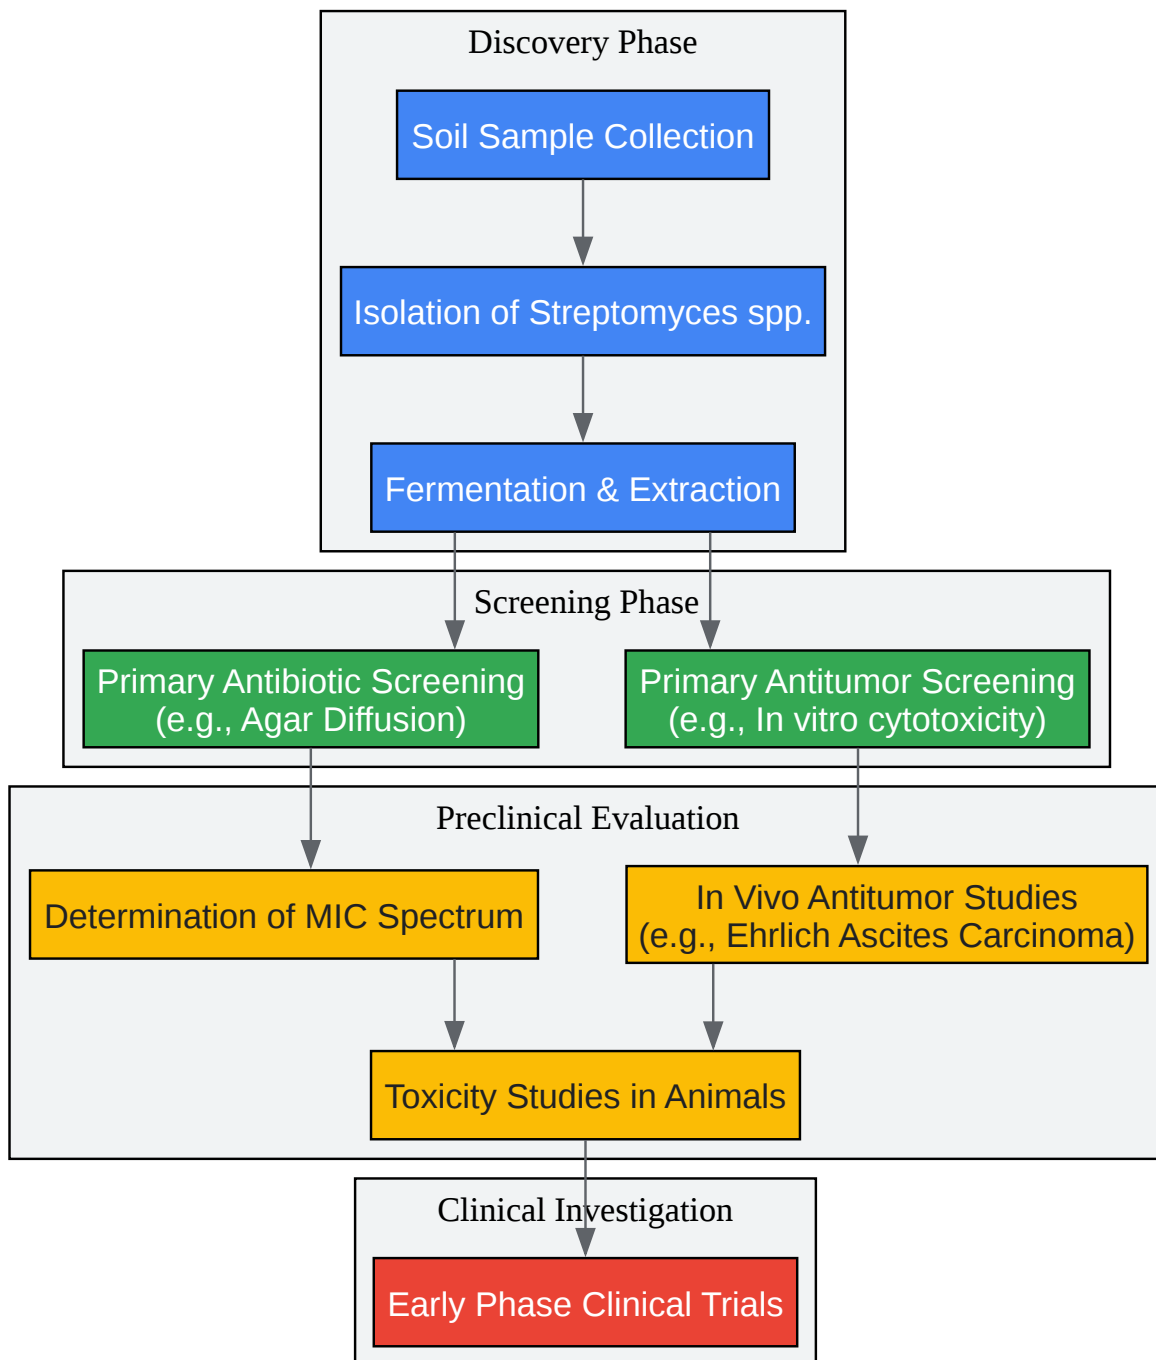 Discovery Phase
Soil Sample Collection
Isolation of Streptomyces spp.
Fermentation & Extraction
Screening Phase
Primary Antibiotic Screening
(e.g., Agar Diffusion)
Primary Antitumor Screening
(e.g., In vitro cytotoxicity)
Preclinical Evaluation
Determination of MIC Spectrum
In Vivo Antitumor Studies
(e.g., Ehrlich Ascites Carcinoma)
Toxicity Studies in Animals
Clinical Investigation
Early Phase Clinical Trials